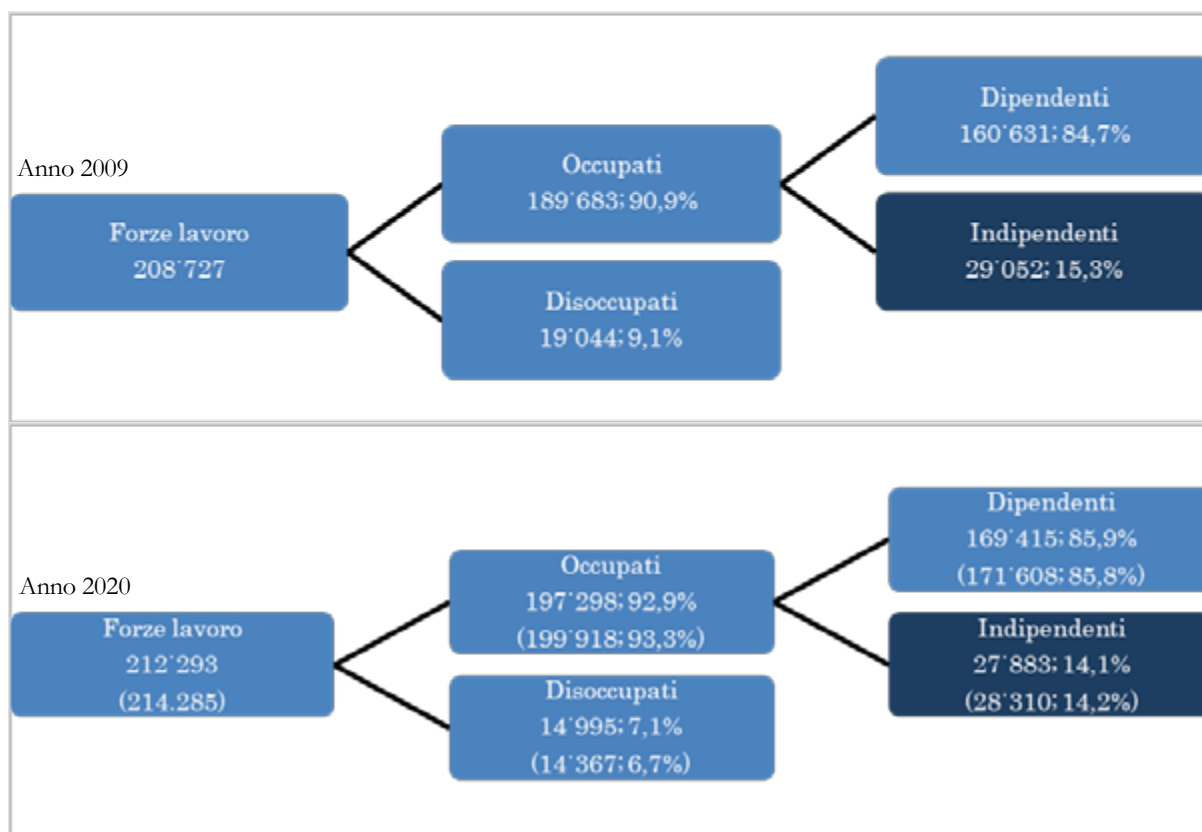 Anno 2009
Forze lavoro
208˙727
Occupati
189˙683; 90,9%
Disoccupati
19˙044; 9,1%
Dipendenti
160˙631; 84,7%
Indipendenti
29˙052; 15,3%
Anno 2020
Forze lavoro
212˙293
(214.285)
Occupati
197˙298; 92,9%
(199˙918; 93,3%)
Disoccupati
14˙995; 7,1%
(14˙367; 6,7%)
Dipendenti
169˙415; 85,9%
(171˙608; 85,8%)
Indipendenti
27˙883; 14,1%
(28˙310; 14,2%)